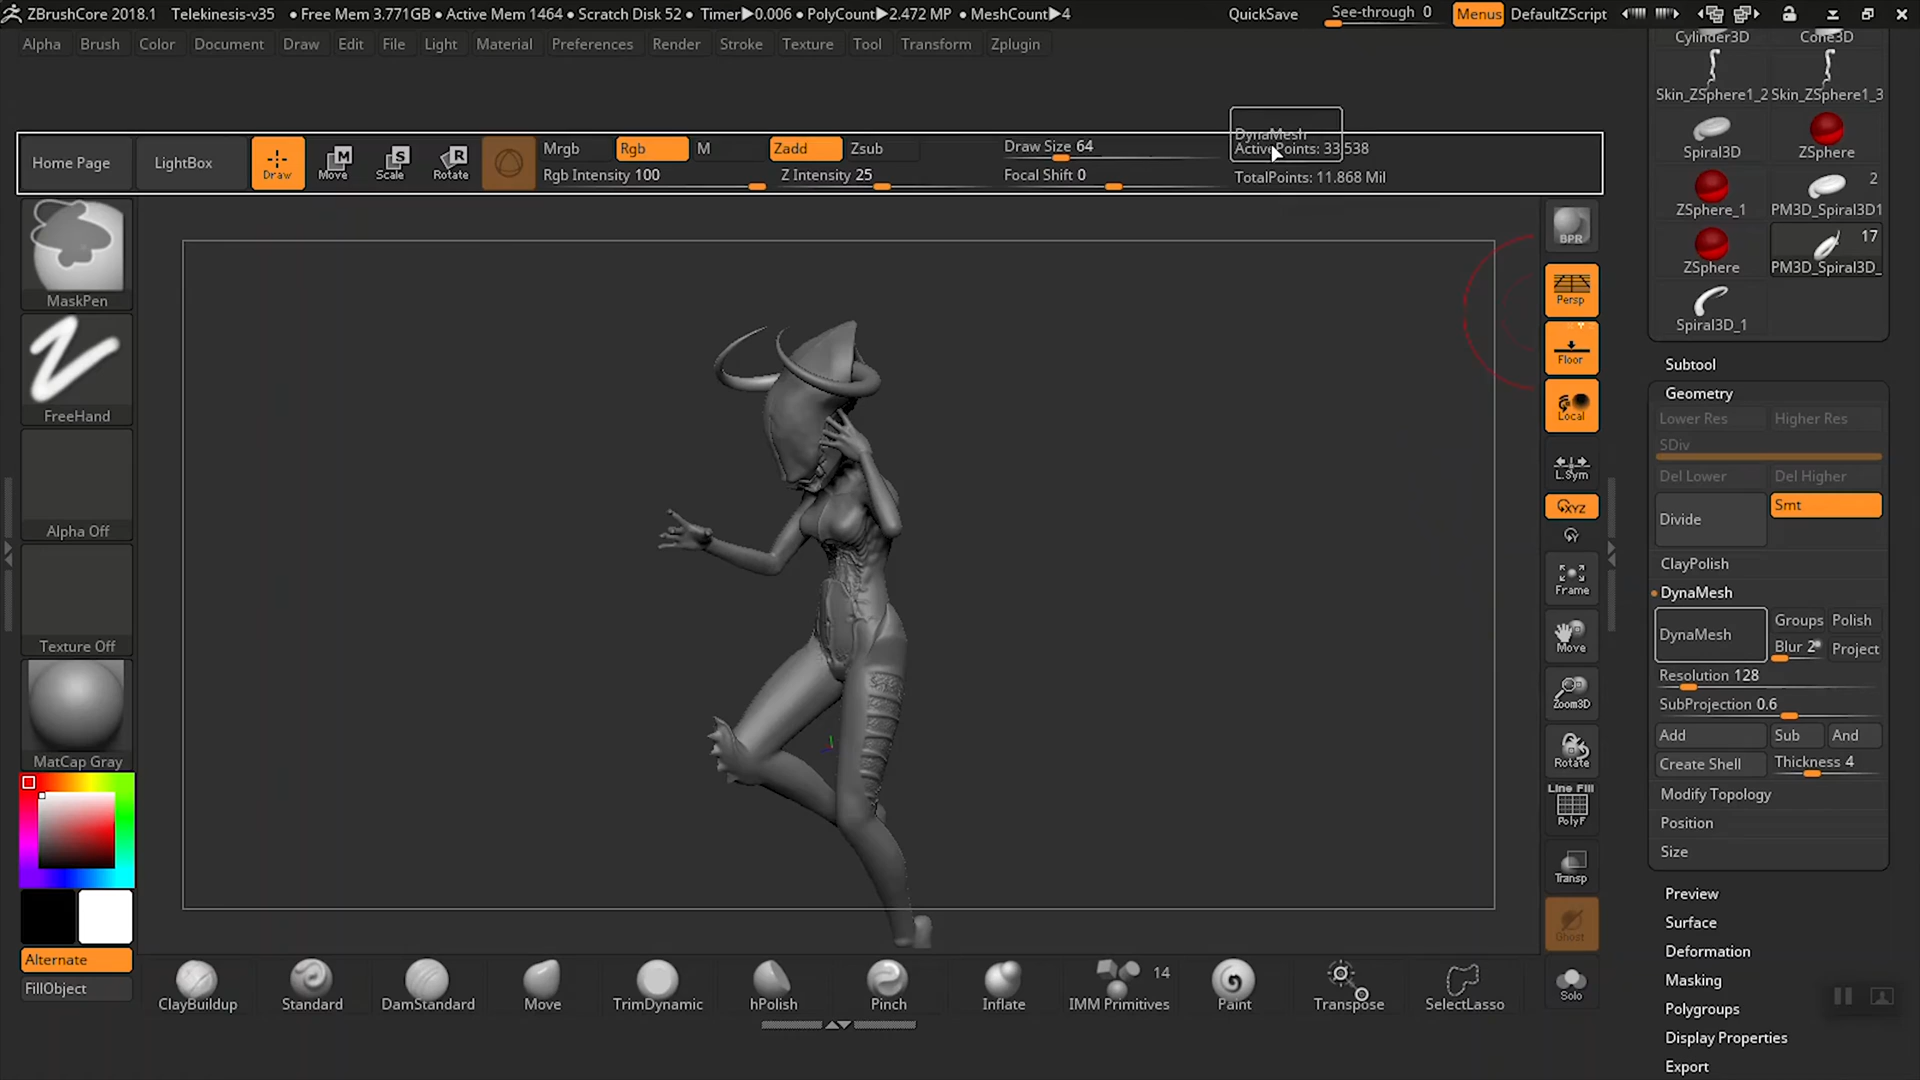 ZBrushCore 2018.1 Telekinesis-v35 • Free Mem 3.771GB • Active Mem 1464 • Scratch Disk 52 • Timer▶0.006 • PolyCount▶2.472 MP • MeshCount▶4 QuickSave See-through 0 Menus DefaultZScript
Alpha Brush Color Document Draw Edit File Light Material Preferences Render Stroke Texture Tool Transform Zplugin
Home Page LightBox Draw Move Scale Rotate
M S R
Mrgb Rgb M Zadd Zsub
Rgb Intensity 100 Z Intensity 25
Draw Size 64
Focal Shift 0
DynaMesh
ActivePoints: 33,538
TotalPoints: 11.868 Mil
MaskPen
FreeHand
Alpha Off
Texture Off
MatCap Gray
Alternate
FillObject
BPR
Persp
Floor
Local
L.Sym
XYZ
Y
Frame
Move
Zoom3D
Rotate
Line Fill
PolyF
Transp
Ghost
Solo
ClayBuildup Standard DamStandard Move TrimDynamic hPolish Pinch Inflate IMM Primitives 14 Paint Transpose SelectLasso
Cylinder3D Cone3D
Skin_ZSphere1_2 Skin_ZSphere1_3
Spiral3D ZSphere
2
ZSphere_1 PM3D_Spiral3D1
17
ZSphere PM3D_Spiral3D_
Spiral3D_1
Subtool
Geometry
Lower Res Higher Res
SDiv
Del Lower Del Higher
Divide Smt
ClayPolish
DynaMesh
DynaMesh Groups Polish
Blur 2 Project
Resolution 128
SubProjection 0.6
Add Sub And
Create Shell Thickness 4
Modify Topology
Position
Size
Preview
Surface
Deformation
Masking
Polygroups
Display Properties
Export